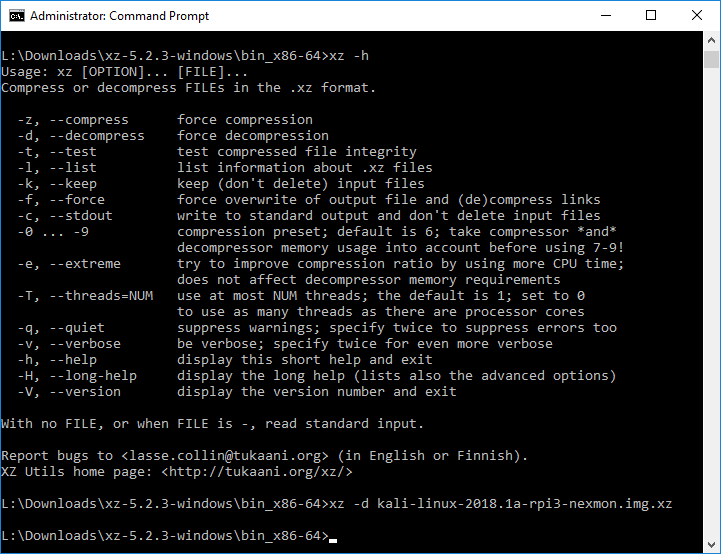 Administrator: Command Prompt
L:\Downloads\xz-5.2.3-windows\bin_x86-64>xz -h
Usage: xz [OPTION]... [FILE]...
Compress or decompress FILEs in the .xz format.
-z, --compress force compression
-d, --decompress force decompression
-t, --test test compressed file integrity
-l, --list list information about .xz files
-k, --keep keep (don't delete) input files
-f, --force force overwrite of output file and (de)compress links
-c, --stdout write to standard output and don't delete input files
-0 ... -9 compression preset; default is 6; take compressor *and*
decompressor memory usage into account before using 7-9!
-e, --extreme try to improve compression ratio by using more CPU time;
does not affect decompressor memory requirements
-T, --threads=NUM use at most NUM threads; the default is 1; set to 0
to use as many threads as there are processor cores
-q, --quiet suppress warnings; specify twice to suppress errors too
-v, --verbose be verbose; specify twice for even more verbose
-h, --help display this short help and exit
-H, --long-help display the long help (lists also the advanced options)
-V, --version display the version number and exit
With no FILE, or when FILE is -, read standard input.
Report bugs to <lasse.collin@tukaani.org> (in English or Finnish).
XZ Utils home page: <http://tukaani.org/xz/>
L:\Downloads\xz-5.2.3-windows\bin_x86-64>xz -d kali-linux-2018.1a-rpi3-nexmon.img.xz
L:\Downloads\xz-5.2.3-windows\bin_x86-64>